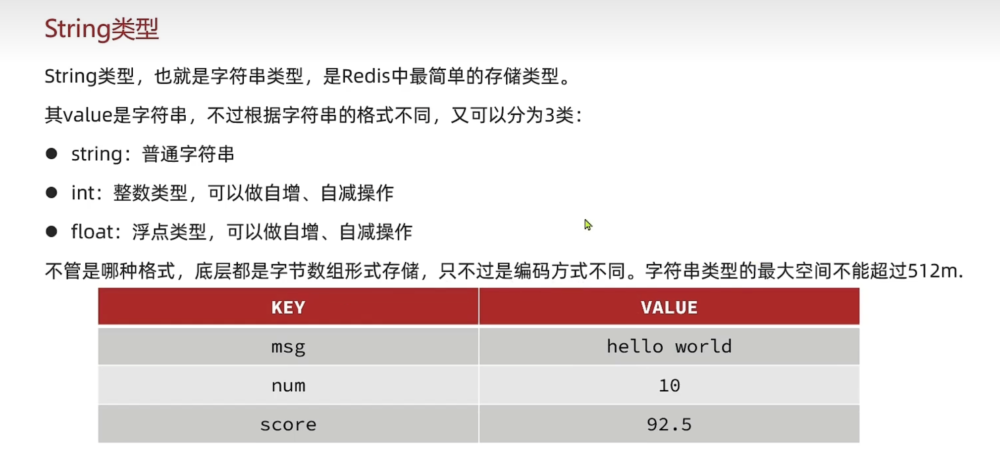 String类型
String类型，也就是字符串类型，是Redis中最简单的存储类型。
其value是字符串，不过根据字符串的格式不同，又可以分为3类：
● string：普通字符串
● int：整数类型，可以做自增、自减操作
● float：浮点类型，可以做自增、自减操作
不管是哪种格式，底层都是字节数组形式存储，只不过是编码方式不同。字符串类型的最大空间不能超过512m.
KEY VALUE
msg hello world
num 10
score 92.5